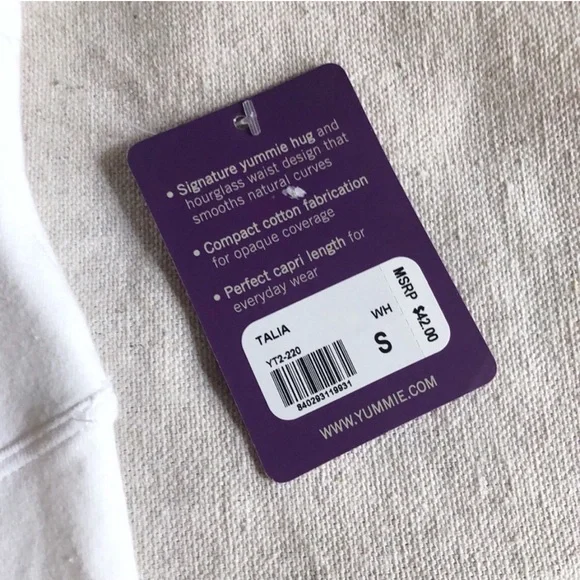 • Signature yummie hug and
hourglass waist design that
smooths natural curves
• Compact cotton fabrication
for opaque coverage
• Perfect capri length for
everyday wear
TALIA
WH
MSRP $42.00
YT2-220
S
840293119931
WWW.YUMMIE.COM